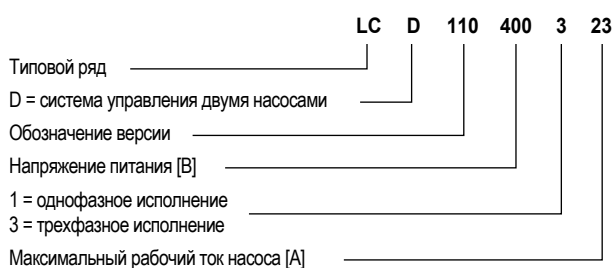 LC D 110 400 3 23
Типовой ряд
D = система управления двумя насосами
Обозначение версии
Напряжение питания [В]
1 = однофазное исполнение
3 = трехфазное исполнение
Максимальный рабочий ток насоса [А]